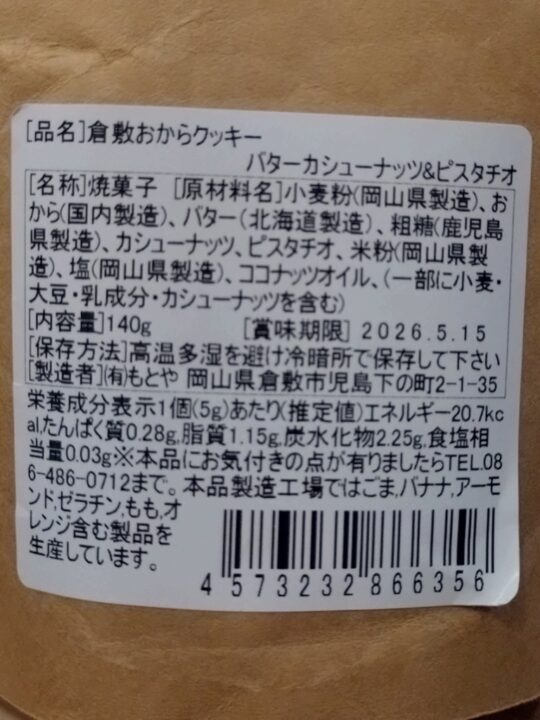 [品名]倉敷おからクッキー
バターカシューナッツ&ピスタチオ
[名称]焼菓子 [原材料名]小麦粉(岡山県製造)、お
から(国内製造)、バター(北海道製造)、粗糖(鹿児島
県製造)、カシューナッツ、ピスタチオ、米粉(岡山県製
造)、塩(岡山県製造)、ココナッツオイル、(一部に小麦・
大豆・乳成分・カシューナッツを含む)
[内容量]140g [賞味期限] 2026.5.15
[保存方法]高温多湿を避け冷暗所で保存して下さい
[製造者](有)もとや 岡山県倉敷市児島下の町2-1-35
栄養成分表示1個(5g)あたり(推定値)エネルギー20.7kc
al,たんぱく質0.28g,脂質1.15g,炭水化物2.25g,食塩相
当量0.03g※本品にお気付きの点が有りましたらTEL.08
6-486-0712まで。本品製造工場ではごま,バナナ,アーモ
ンド,ゼラチン,もも,オ
レンジ含む製品を
生産しています。
4 573232 866356